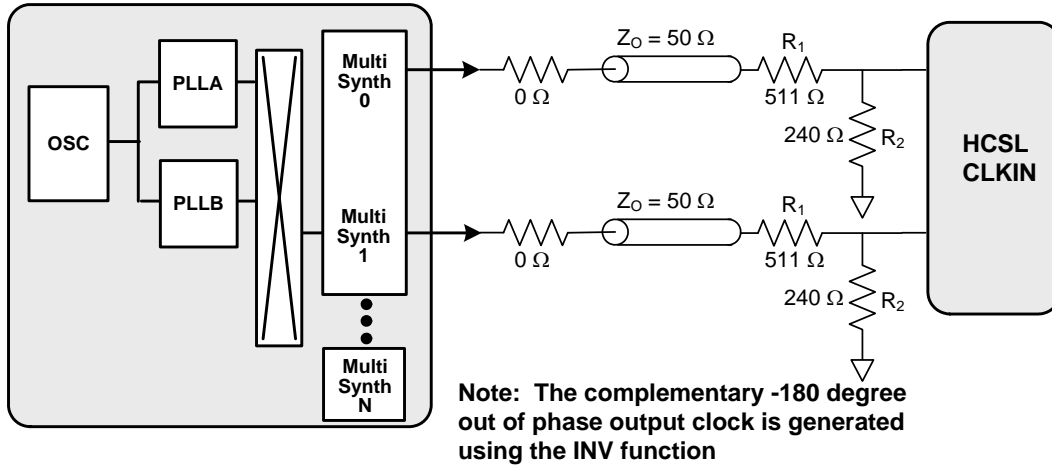 OSC
PLLA
PLLB
Multi
Synth
0
Multi
Synth
1
Multi
Synth
N
0 Ω
Z_O = 50 Ω
R₁
511 Ω
240 Ω
R₂
0 Ω
Z_O = 50 Ω
R₁
511 Ω
240 Ω
R₂
HCSL
CLKIN
Note: The complementary -180 degree
out of phase output clock is generated
using the INV function